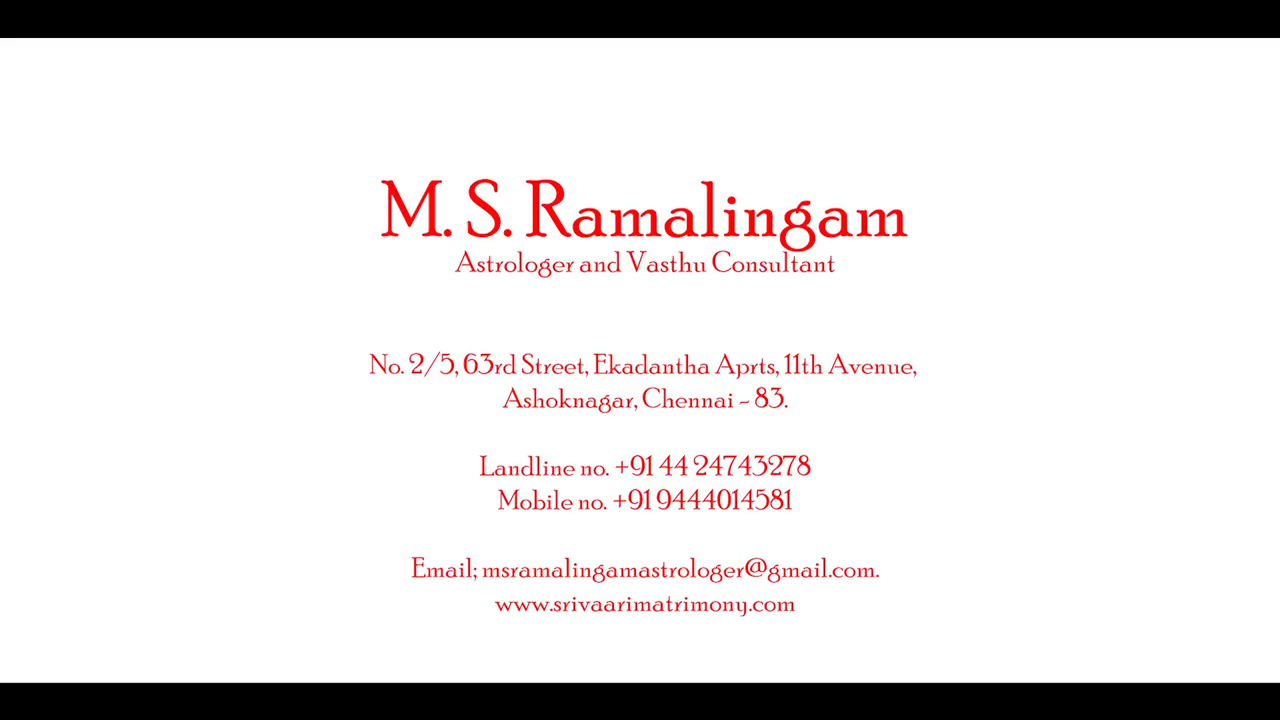 M. S. Ramalingam
Astrologer and Vasthu Consultant
No. 2/5, 63rd Street, Ekadantha Aprts, 11th Avenue,
Ashoknagar, Chennai - 83.
Landline no. +91 44 24743278
Mobile no. +91 9444014581
Email; msramalingamastrologer@gmail.com.
www.srivaarimatrimony.com